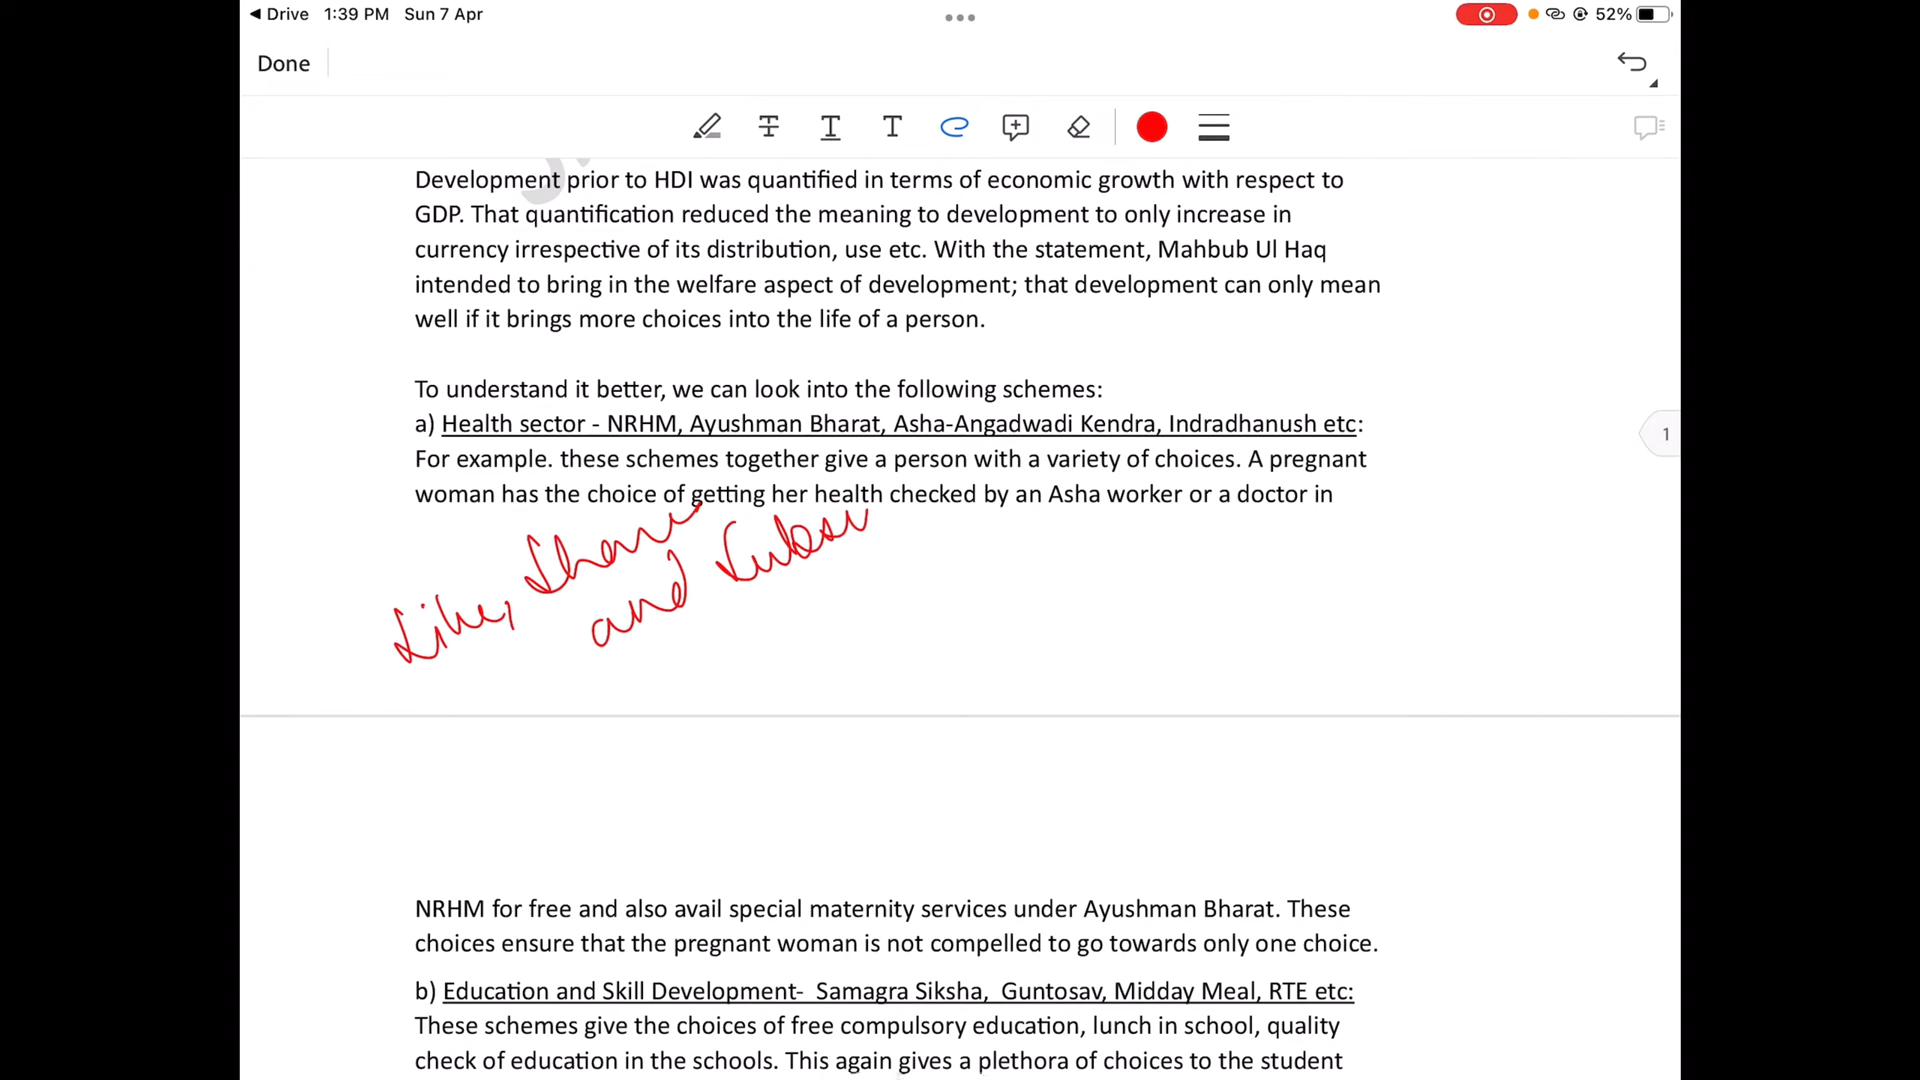 Drive 1:39 PM Sun 7 Apr
52%
Done
Development prior to HDI was quantified in terms of economic growth with respect to
GDP. That quantification reduced the meaning to development to only increase in
currency irrespective of its distribution, use etc. With the statement, Mahbub Ul Haq
intended to bring in the welfare aspect of development; that development can only mean
well if it brings more choices into the life of a person.
To understand it better, we can look into the following schemes:
a) Health sector - NRHM, Ayushman Bharat, Asha-Angadwadi Kendra, Indradhanush etc:
For example. these schemes together give a person with a variety of choices. A pregnant
woman has the choice of getting her health checked by an Asha worker or a doctor in
1
Like, Share
and
NRHM for free and also avail special maternity services under Ayushman Bharat. These
choices ensure that the pregnant woman is not compelled to go towards only one choice.
b) Education and Skill Development- Samagra Siksha, Guntosav, Midday Meal, RTE etc:
These schemes give the choices of free compulsory education, lunch in school, quality
check of education in the schools. This again gives a plethora of choices to the student